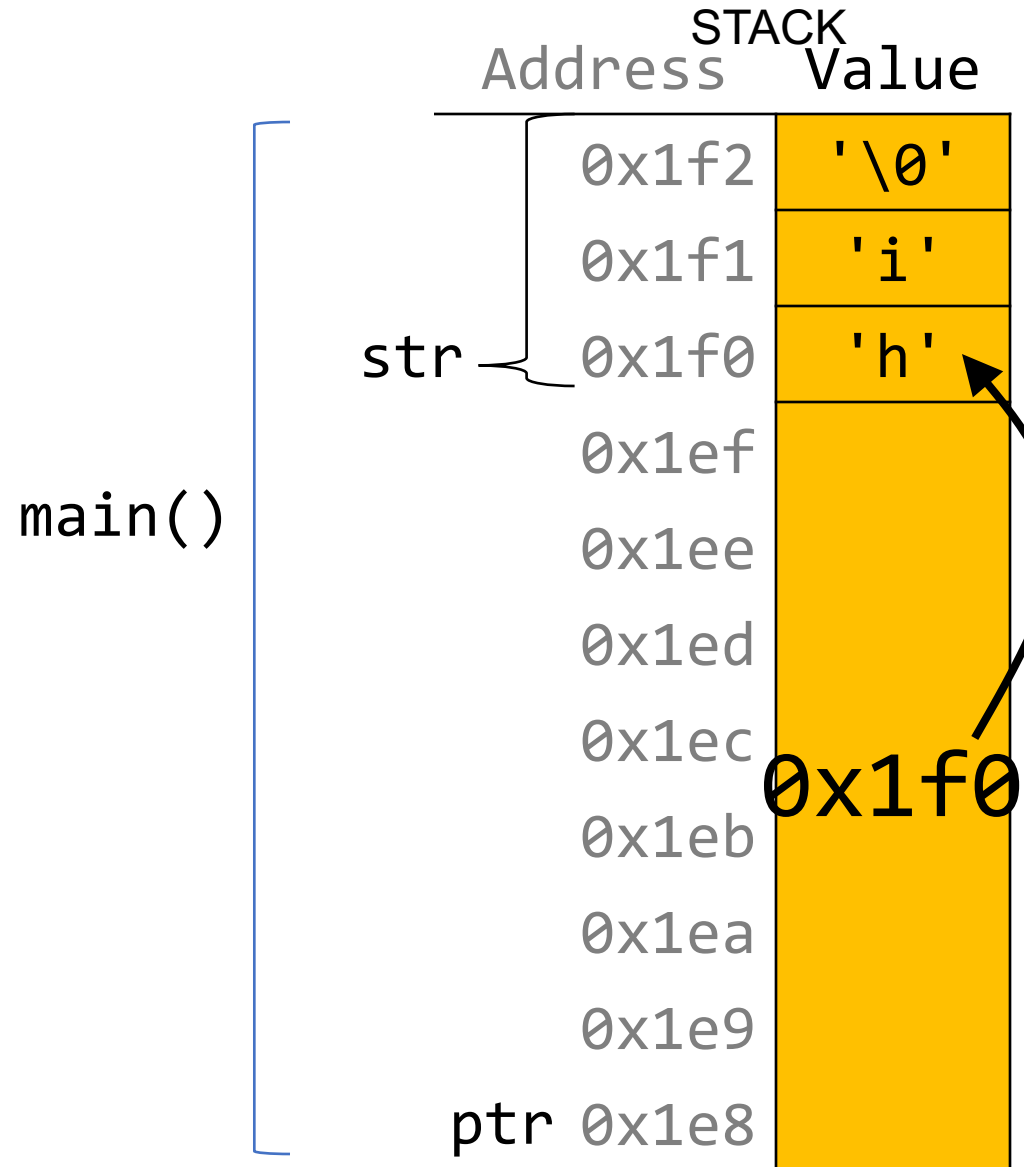 STACK
Address Value
0x1f2 '\0'
0x1f1 'i'
str 0x1f0 'h'
0x1ef
main()
0x1ee
0x1ed
0x1ec
0x1f0
0x1eb
0x1ea
0x1e9
ptr 0x1e8